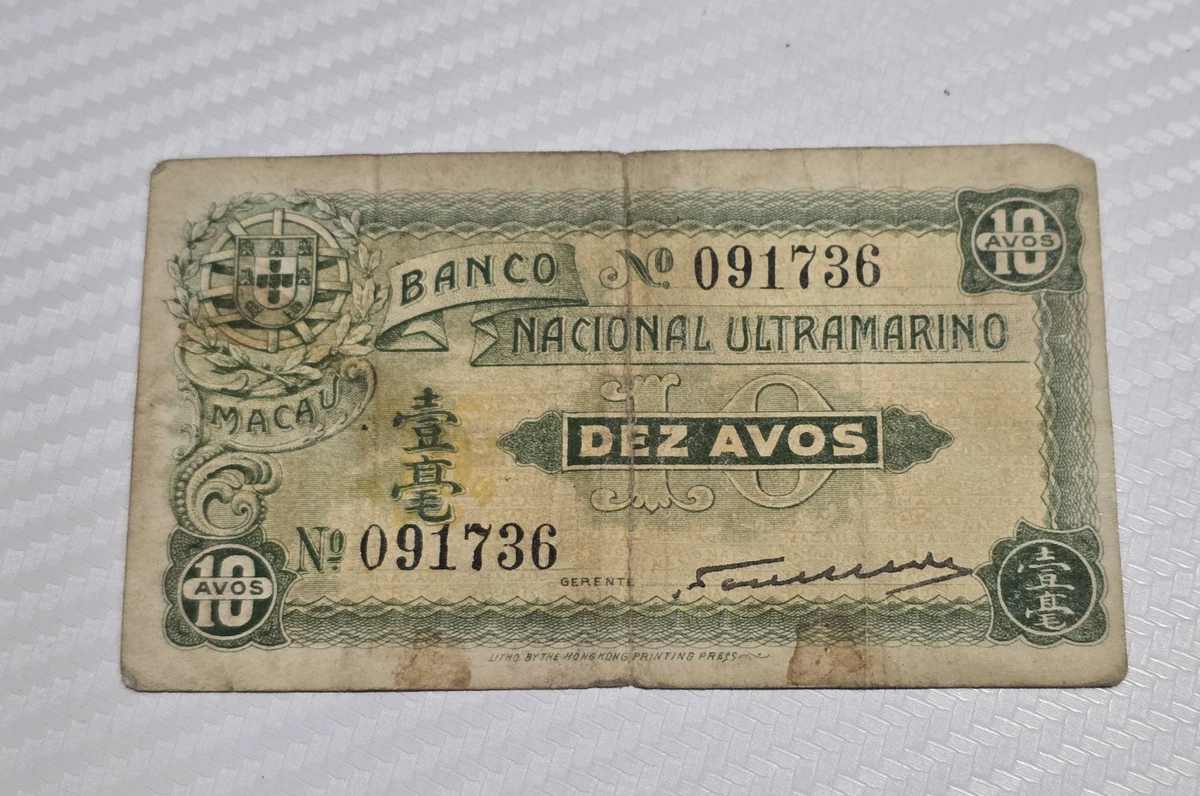 BANCO
Nº 091736
10
AVOS
NACIONAL ULTRAMARINO
MACAU
壹
毫
10
DEZ AVOS
Nº 091736
10
AVOS
GERENTE
壹
毫
LITHO. BY THE HONGKONG PRINTING PRESS